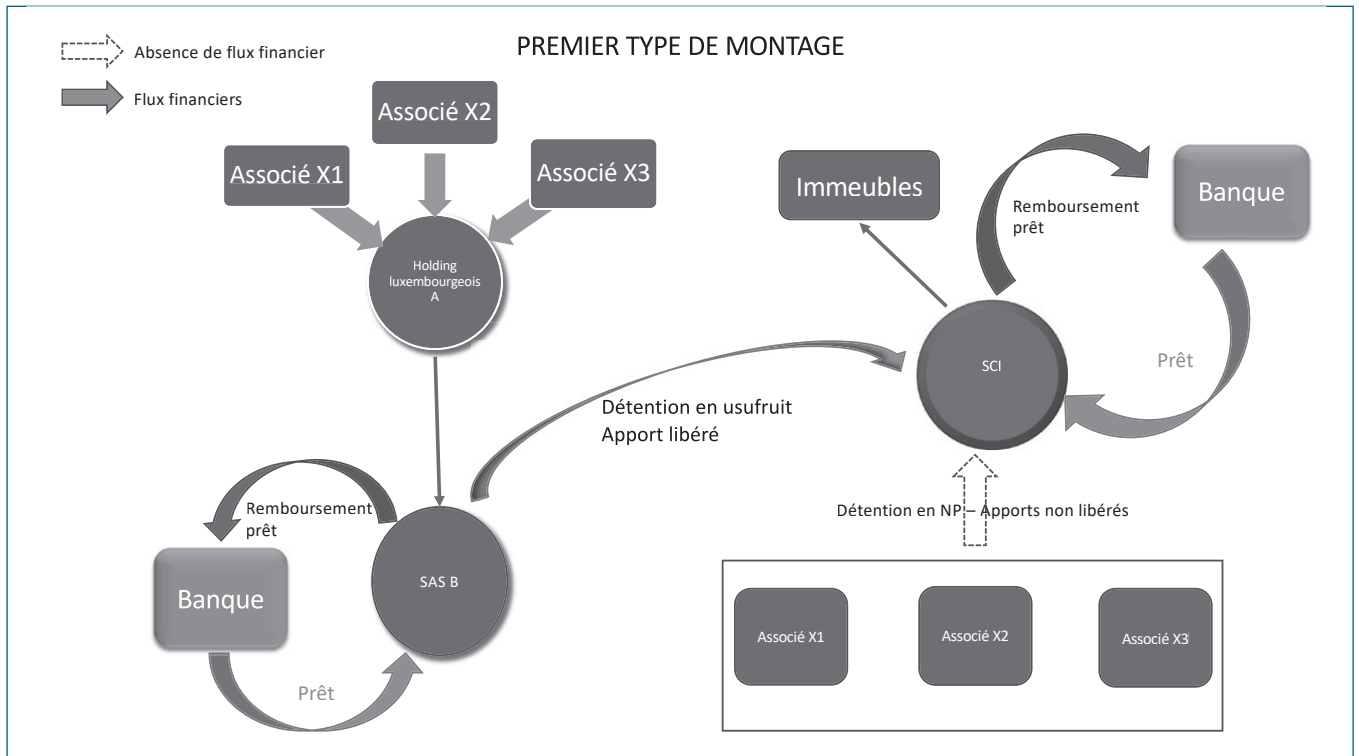 PREMIER TYPE DE MONTAGE
Absence de flux financier
Flux financiers
Associé X2
Associé X1
Associé X3
Holding
luxembourgeois
A
Immeubles
Remboursement
prêt
Banque
SCI
Prêt
Détention en usufruit
Apport libéré
Remboursement
prêt
Détention en NP – Apports non libérés
SAS B
Banque
Prêt
Associé X1
Associé X2
Associé X3